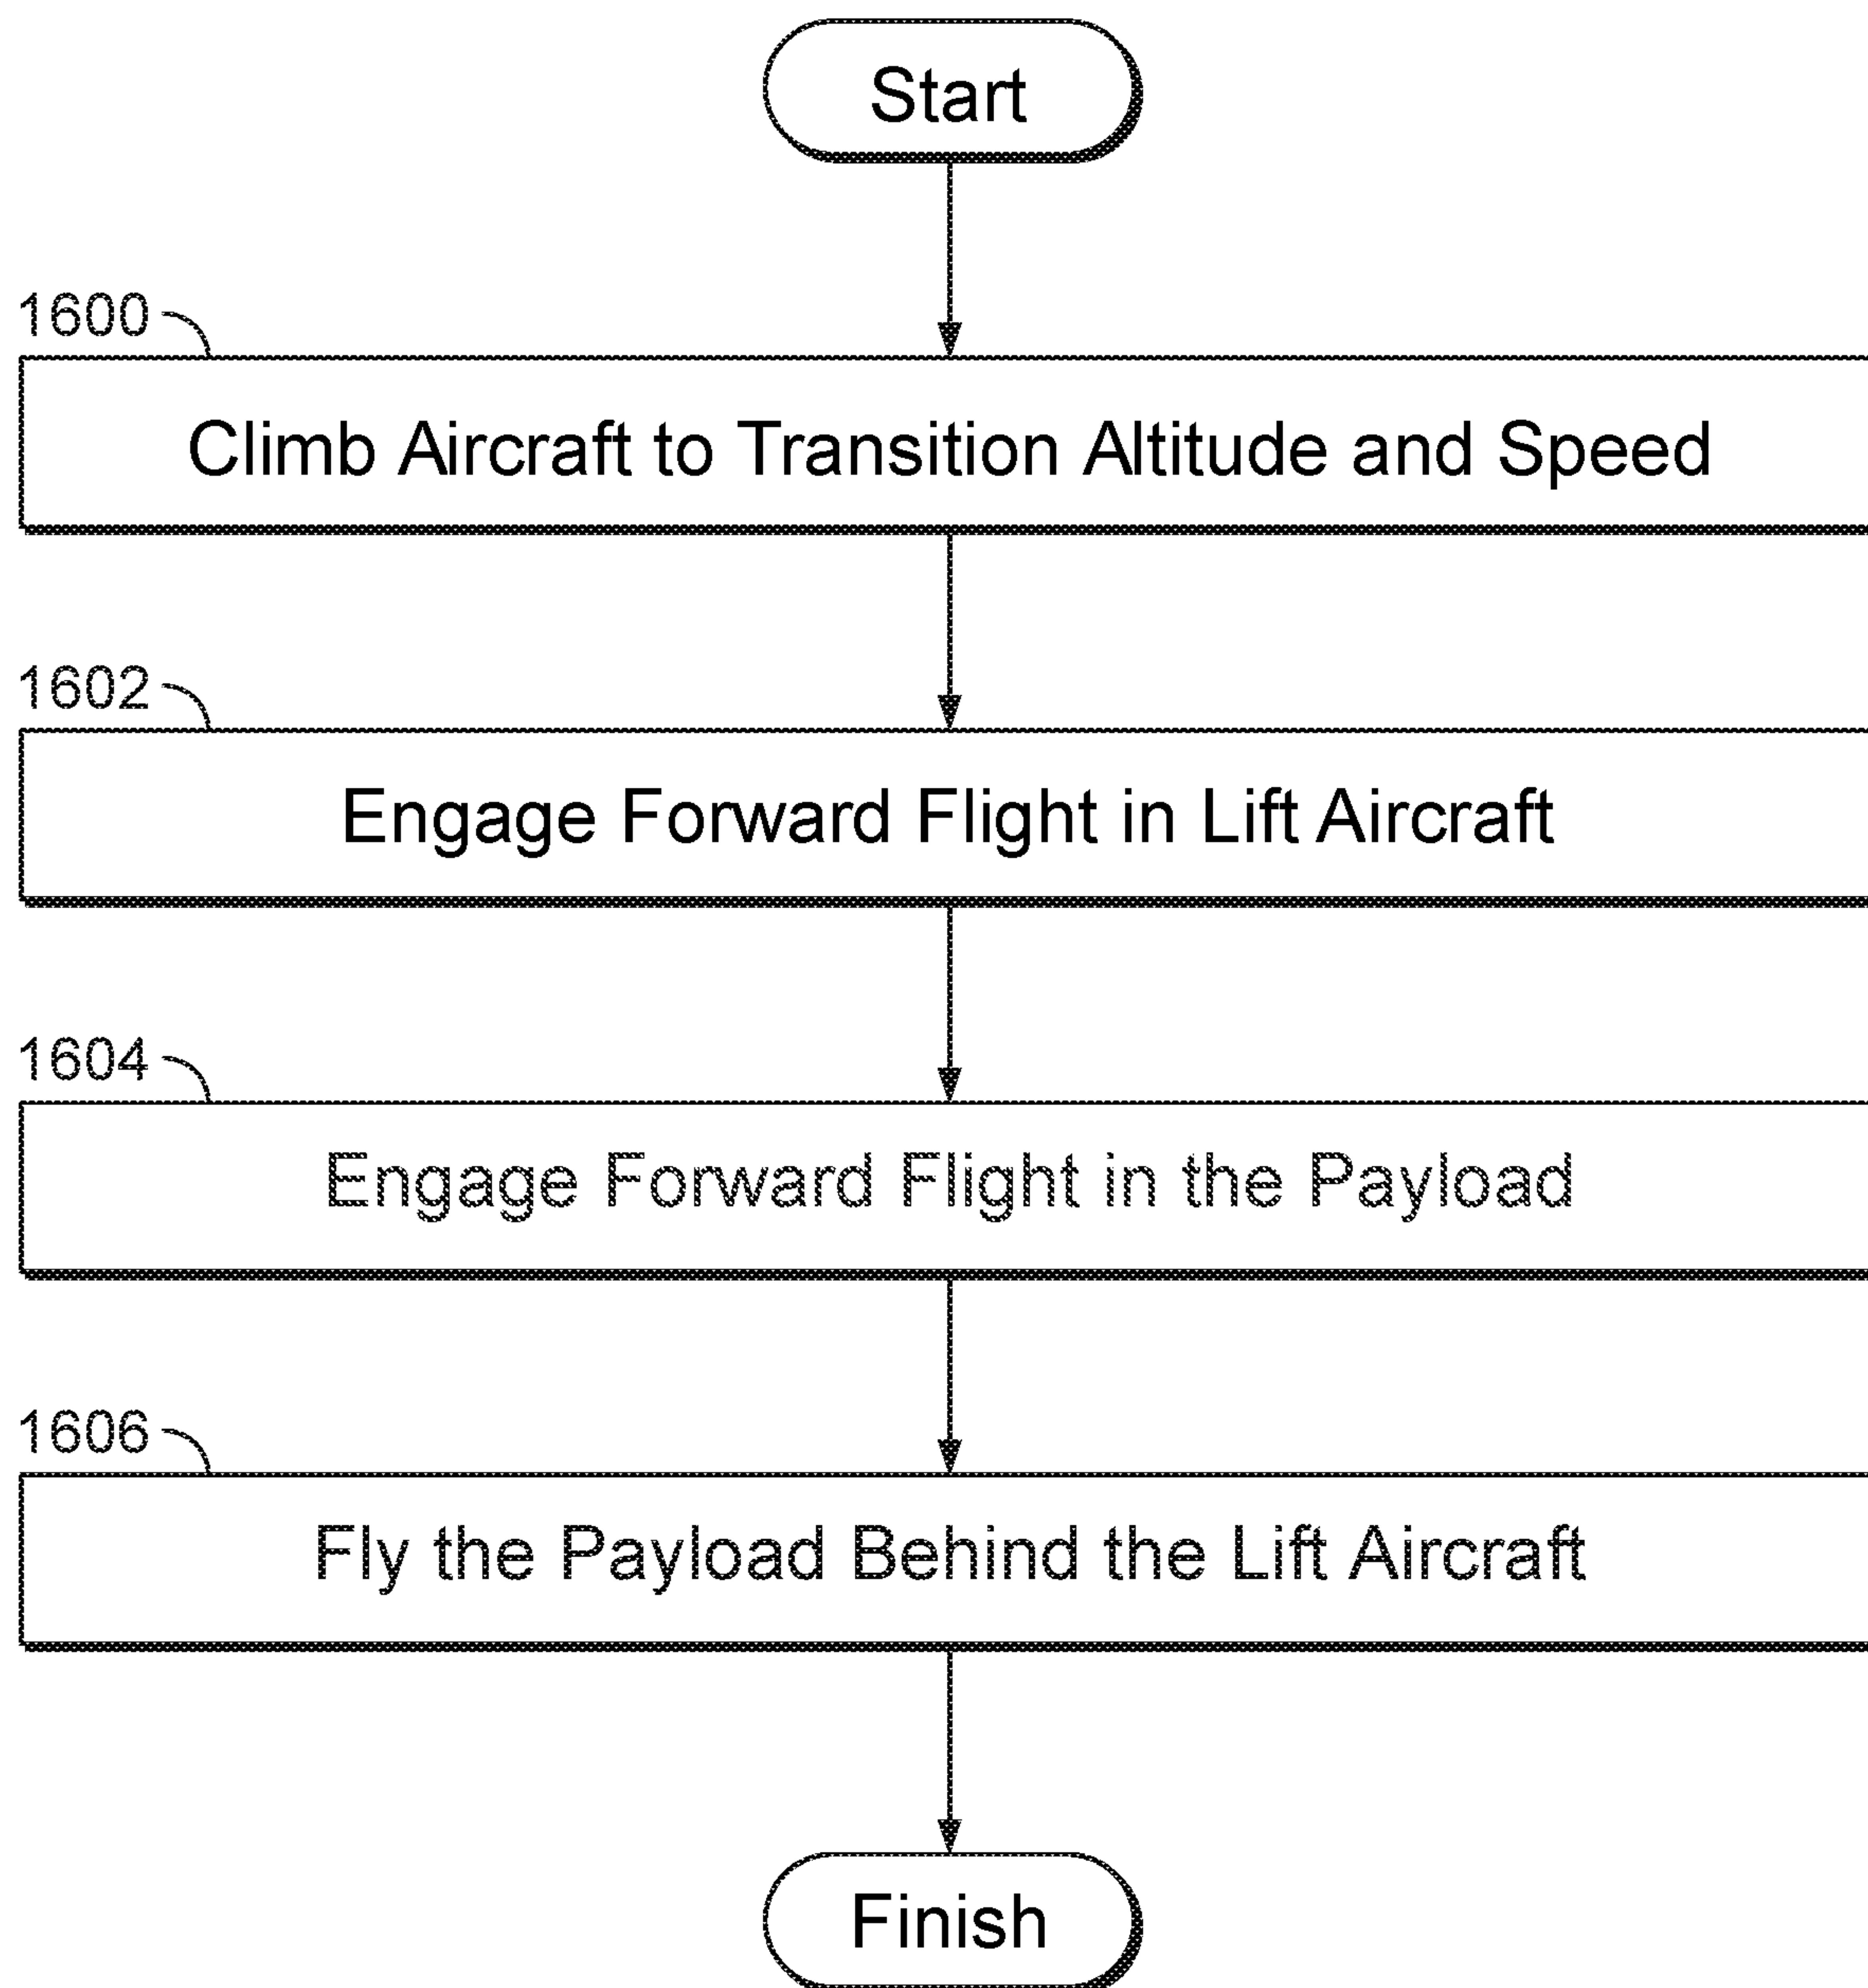 Start
1600
Climb Aircraft to Transition Altitude and Speed
1602
Engage Forward Flight in Lift Aircraft
1604
Engage Forward Flight in the Payload
1606
Fly the Payload Behind the Lift Aircraft
Finish